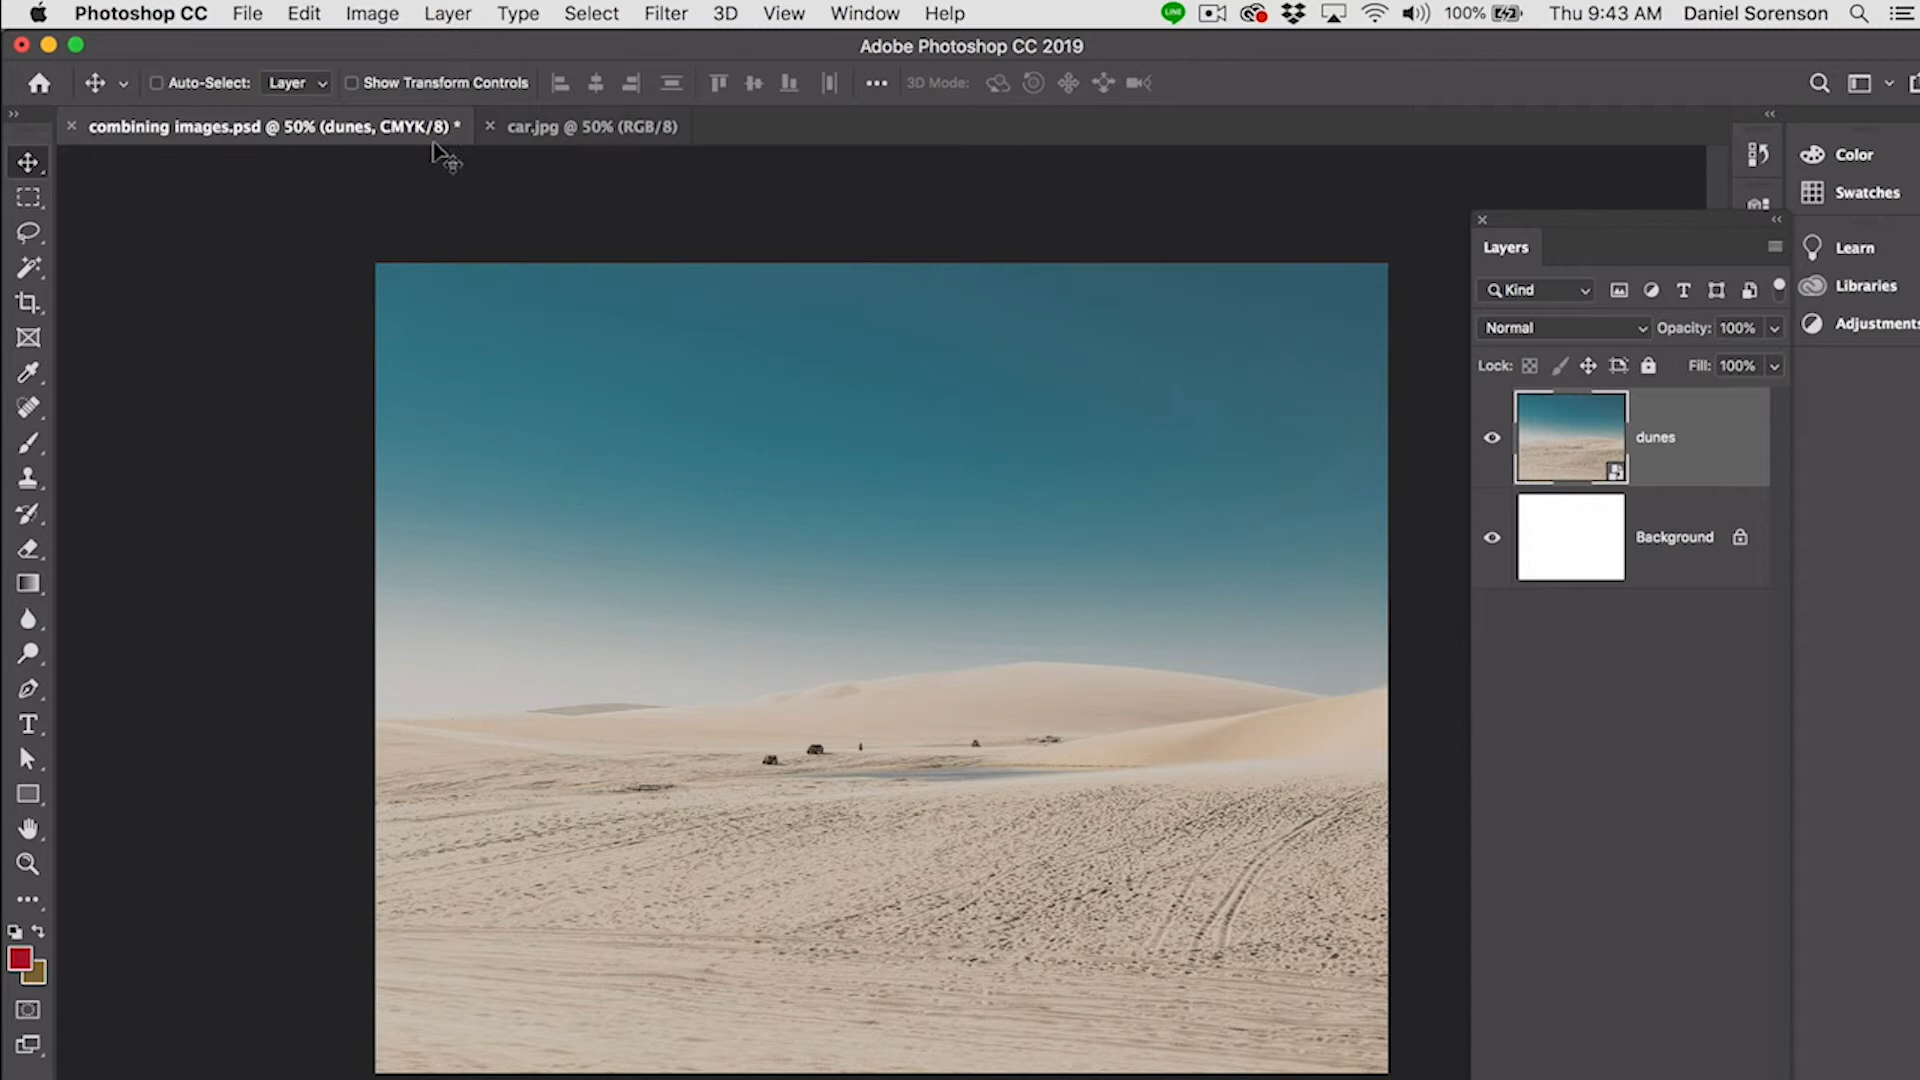 Photoshop CC File Edit Image Layer Type Select Filter 3D View Window Help LINE 100% Thu 9:43 AM Daniel Sorenson
Adobe Photoshop CC 2019
Auto-Select: Layer Show Transform Controls 3D Mode:
combining images.psd @ 50% (dunes, CMYK/8) * car.jpg @ 50% (RGB/8)
Color
Swatches
Learn
Libraries
Adjustments
Layers
Kind
Normal Opacity: 100%
Lock: Fill: 100%
dunes
Background